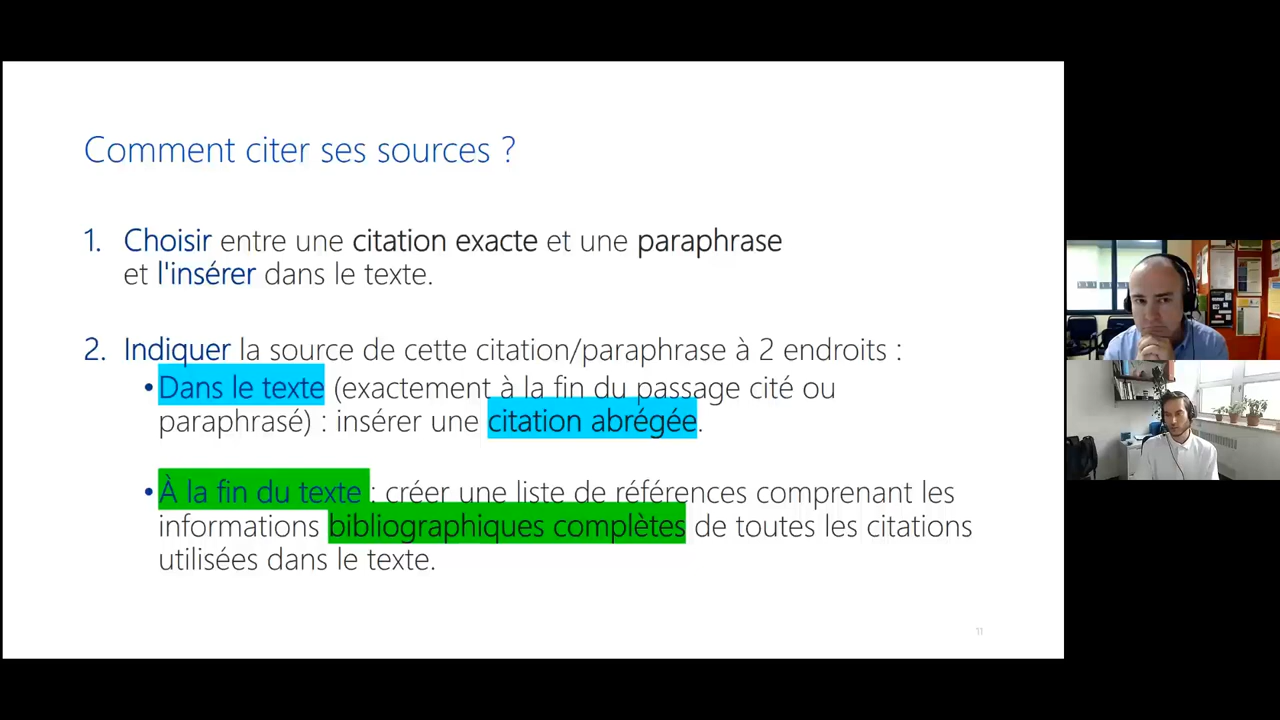 Comment citer ses sources ?
1. Choisir entre une citation exacte et une paraphrase
et l'insérer dans le texte.
2. Indiquer la source de cette citation/paraphrase à 2 endroits :
•Dans le texte (exactement à la fin du passage cité ou
paraphrasé) : insérer une citation abrégée.
•À la fin du texte : créer une liste de références comprenant les
informations bibliographiques complètes de toutes les citations
utilisées dans le texte.
11